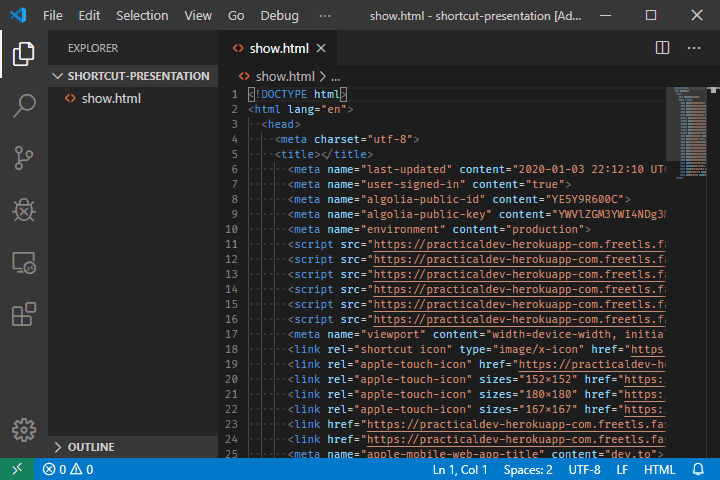 File Edit Selection View Go Debug ··· show.html - shortcut-presentation [Ad...
EXPLORER
SHORTCUT-PRESENTATION
show.html
OUTLINE
show.html
show.html > ...
1 <!DOCTYPE html>
2 <html lang="en">
3 <head>
4 <meta charset="utf-8">
5 <title></title>
6 <meta name="last-updated" content="2020-01-03 22:12:10 UT
7 <meta name="user-signed-in" content="true">
8 <meta name="algolia-public-id" content="YE5Y9R600C">
9 <meta name="algolia-public-key" content="YWVlZGM3YWI4NDg3
10 <meta name="environment" content="production">
11 <script src="https://practicaldev-herokuapp-com.freetls.fa
12 <script src="https://practicaldev-herokuapp-com.freetls.fa
13 <script src="https://practicaldev-herokuapp-com.freetls.fa
14 <script src="https://practicaldev-herokuapp-com.freetls.fa
15 <script src="https://practicaldev-herokuapp-com.freetls.fa
16 <script src="https://practicaldev-herokuapp-com.freetls.fa
17 <meta name="viewport" content="width=device-width, initial
18 <link rel="shortcut icon" type="image/x-icon" href="https
19 <link rel="apple-touch-icon" href="https://practicaldev-he
20 <link rel="apple-touch-icon" sizes="152×152" href="https:
21 <link rel="apple-touch-icon" sizes="180×180" href="https:
22 <link rel="apple-touch-icon" sizes="167×167" href="https:
23 <link href="https://practicaldev-herokuapp-com.freetls.fas
24 <link href="https://practicaldev-herokuapp-com.freetls.fas
25 <meta name="apple-mobile-web-app-title" content="dev.to">
0 0 Ln 1, Col 1 Spaces: 2 UTF-8 LF HTML